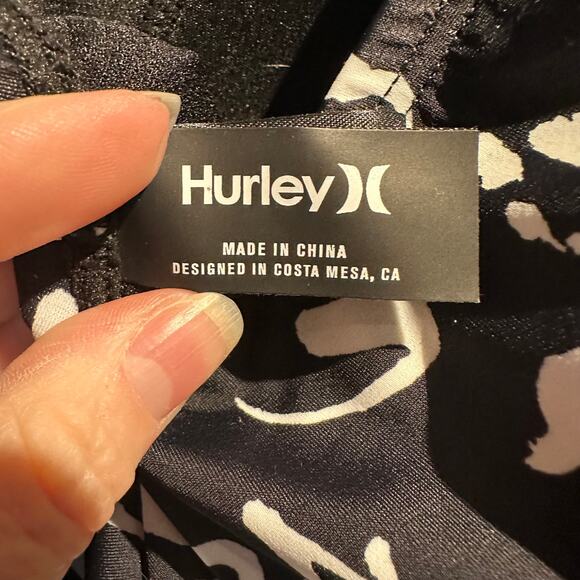 Hurley
MADE IN CHINA
DESIGNED IN COSTA MESA, CA